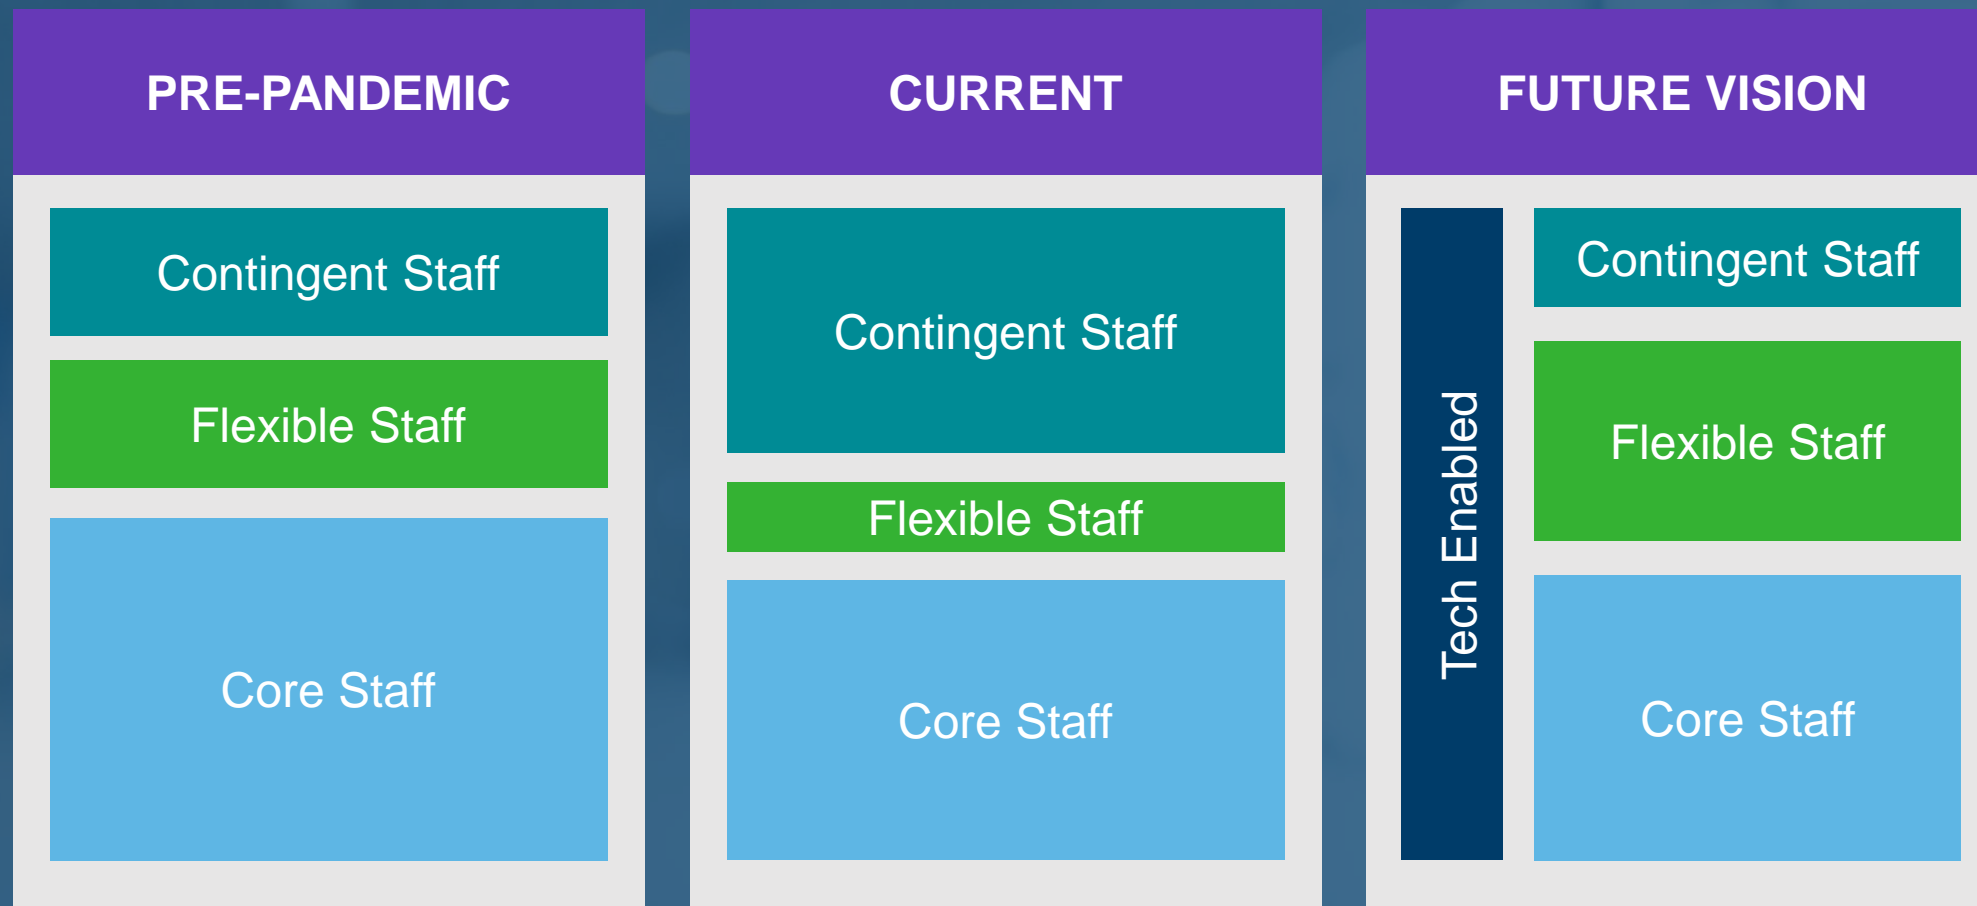 PRE-PANDEMIC
Contingent Staff
Flexible Staff
Core Staff
CURRENT
Contingent Staff
Flexible Staff
Core Staff
FUTURE VISION
Tech Enabled
Contingent Staff
Flexible Staff
Core Staff